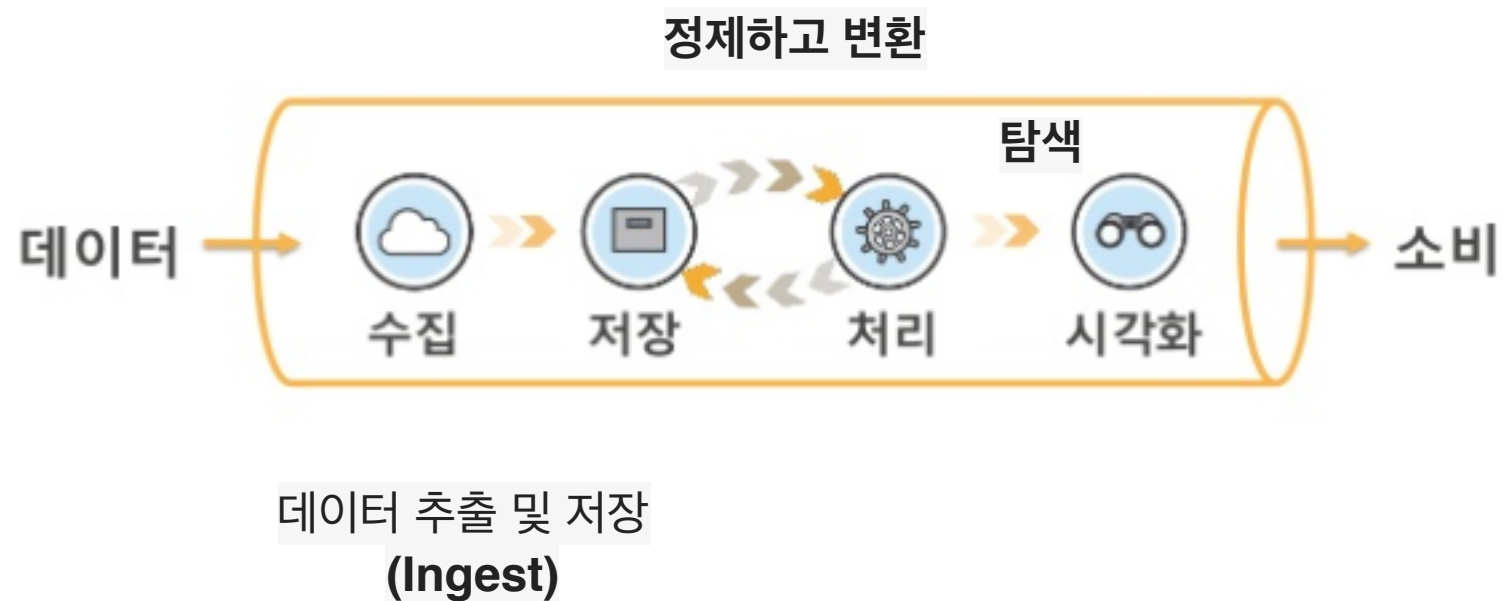 정제하고 변환
탐색
데이터
수집
저장
처리
시각화
소비
데이터 추출 및 저장
(Ingest)